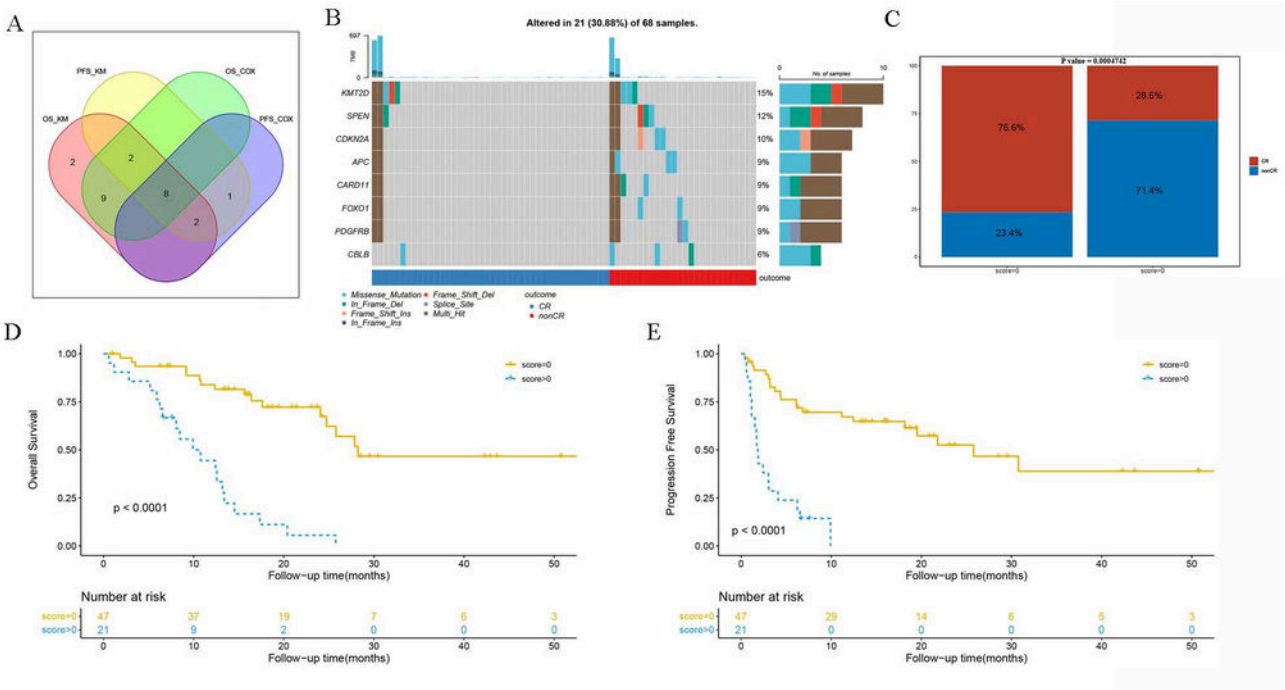 A
PFS_KM
OS_COX
OS_KM
PFS_COX
2
2
9
8
1
2
B
Altered in 21 (30.88%) of 68 samples.
697
TMB
0
No. of samples
0
10
KMT2D
15%
SPEN
12%
CDKN2A
10%
APC
9%
CARD11
9%
FOXO1
9%
PDGFRB
9%
CBLB
6%
outcome
Missense_Mutation
In_Frame_Del
Frame_Shift_Ins
In_Frame_Ins
Frame_Shift_Del
Splice_Site
Multi_Hit
outcome
CR
nonCR
C
P value = 0.0004742
100
75
50
25
0
76.6%
23.4%
28.6%
71.4%
score=0
score=0
CR
nonCR
D
Overall Survival
1.00
0.75
0.50
0.25
0.00
p < 0.0001
score=0
score>0
0 10 20 30 40 50
Follow-up time(months)
Number at risk
score=0 47 37 19 7 6 3
score>0 21 9 2 0 0 0
0 10 20 30 40 50
Follow-up time(months)
E
Progression Free Survival
1.00
0.75
0.50
0.25
0.00
p < 0.0001
score=0
score>0
0 10 20 30 40 50
Follow-up time(months)
Number at risk
score=0 47 29 14 6 5 3
score>0 21 0 0 0 0 0
0 10 20 30 40 50
Follow-up time(months)